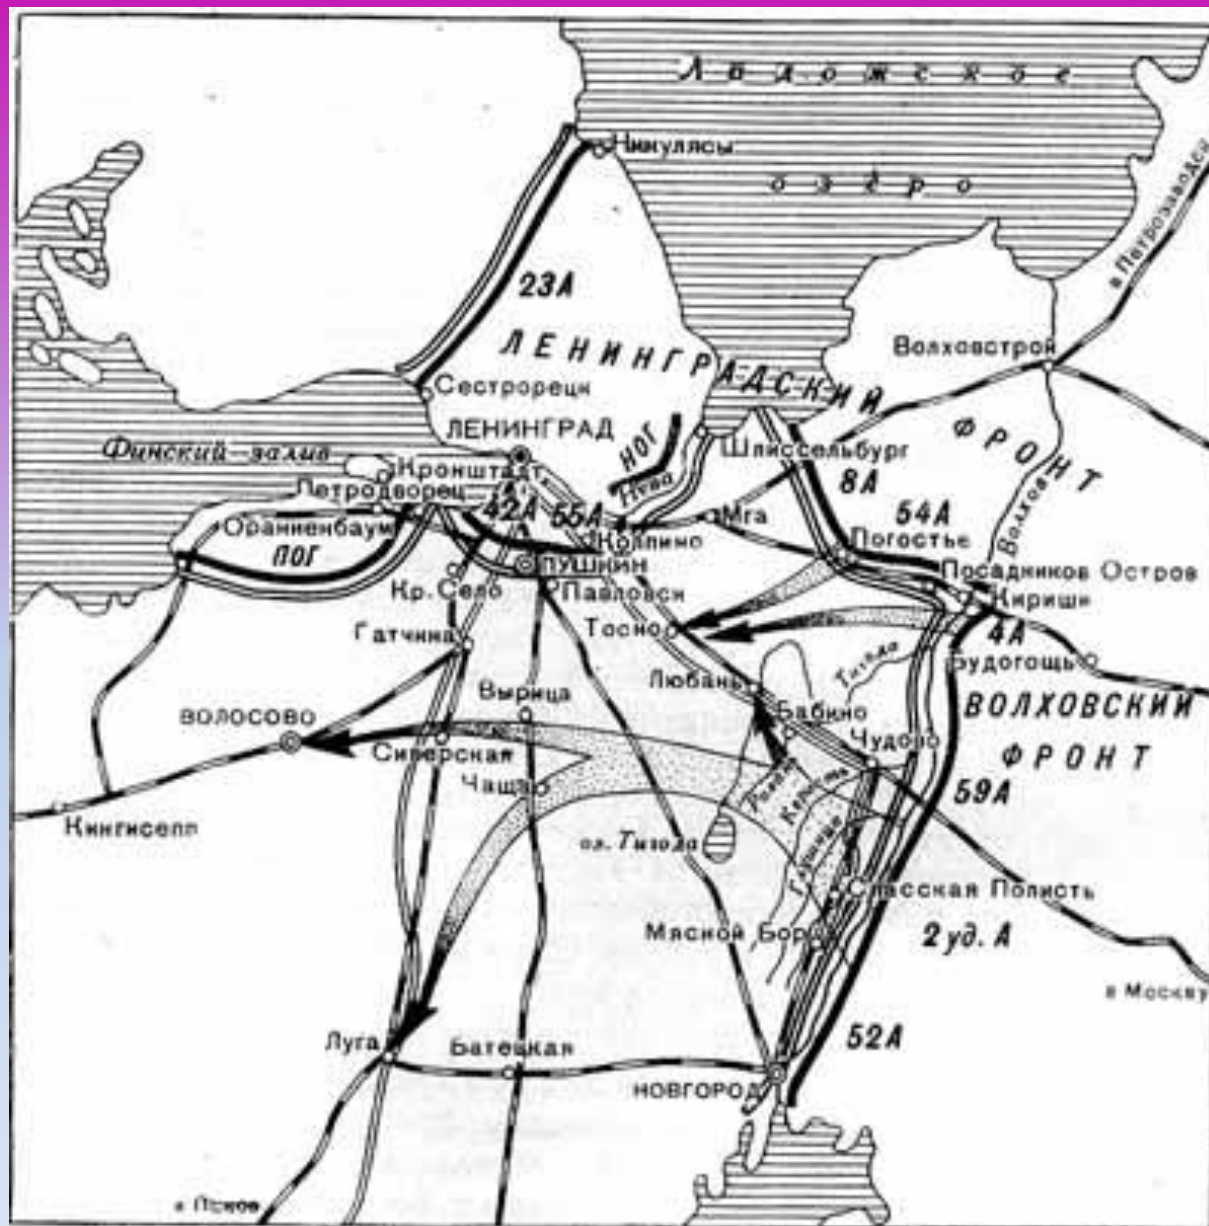 Ладожское
озеро
Никулясы
в Петрозаводск
23А
ЛЕНИНГРАДСКИЙ
Волховстрой
Сестрорецк
ЛЕНИНГРАД
ФРОНТ
Финский залив
Кронштадт
НОГ
Шлиссельбург
Петродворец
Нева
8А
Волхов
42А
55А
Мга
54А
Ораниенбаум
Колпино
Погостье
ПОГ
ПУШКИН
Посадников Остров
Кр. Село
Павловск
Кириши
Гатчина
Тосно
4А
Будогощь
Тигода
Любань
Вырица
Бабино
ВОЛХОВСКИЙ
ВОЛОСОВО
Сиверская
Чудово
ФРОНТ
Чаща
Кересть
59А
Кингисепп
оз. Тигода
Спасская Полисть
Мясной Бор
2 уд. А
в Москву
52А
Луга
Батецкая
НОВГОРОД
в Псков